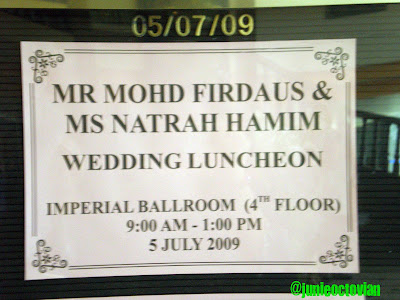 05/07/09
MR MOHD FIRDAUS &
MS NATRAH HAMIM
WEDDING LUNCHEON
IMPERIAL BALLROOM (4TH FLOOR)
9:00 AM - 1:00 PM
5 JULY 2009
@junieoctovian